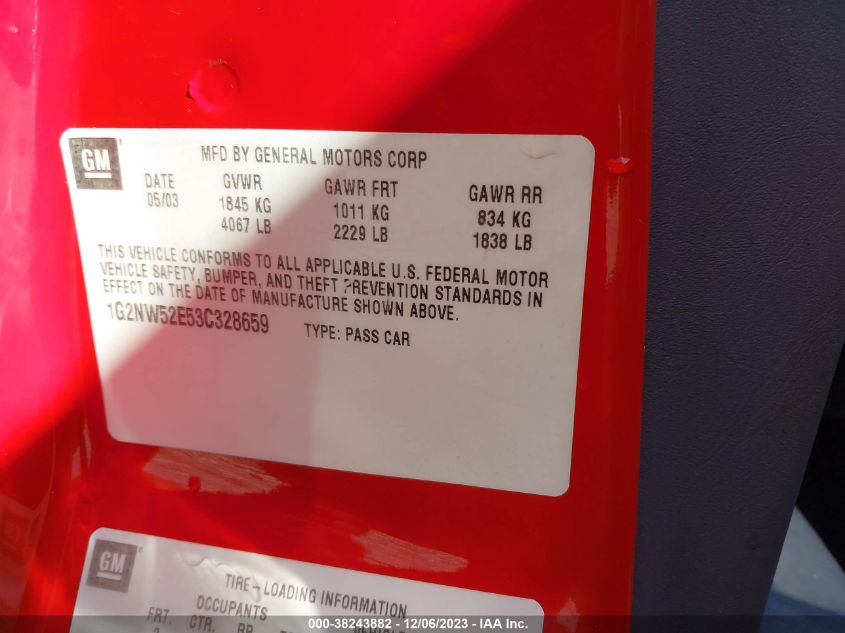 GM
MFD BY GENERAL MOTORS CORP
DATE GVWR GAWR FRT GAWR RR
05/03 1845 KG 1011 KG 834 KG
4067 LB 2229 LB 1838 LB
THIS VEHICLE CONFORMS TO ALL APPLICABLE U.S. FEDERAL MOTOR
VEHICLE SAFETY, BUMPER, AND THEFT PREVENTION STANDARDS IN
EFFECT ON THE DATE OF MANUFACTURE SHOWN ABOVE.
1G2NW52E53C328659 TYPE: PASS CAR
GM
TIRE-LOADING INFORMATION
OCCUPANTS
FRT. CTR. RR
000-38243882 / 12/06/2023 - IAA Inc.